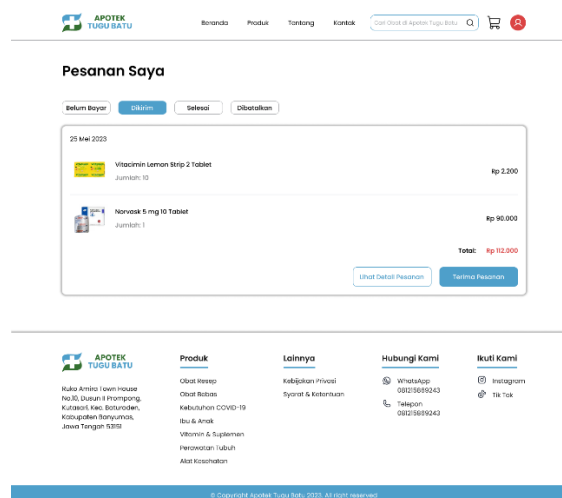 APOTEK
TUGU BATU
Beranda
Produk
Tentang
Kontak
Cari Obat di Apotek Tugu Batu
Pesanan Saya
Belum Bayar
Dikirim
Selesai
Dibatalkan
25 Mei 2023
Vitacimin Lemon Strip 2 Tablet
Jumlah: 10
Rp 2.200
Norvask 5 mg 10 Tablet
Jumlah: 1
Rp 90.000
Total: Rp 112.000
Lihat Detail Pesanan
Terima Pesanan
APOTEK
TUGU BATU
Ruko Amira Town House
No.10, Dusun II Prompong,
Kutasari, Kec. Baturaden,
Kabupaten Banyumas,
Jawa Tengah 53151
Produk
Obat Resep
Obat Bebas
Kebutuhan COVID-19
Ibu & Anak
Vitamin & Suplemen
Perawatan Tubuh
Alat Kesehatan
Lainnya
Kebijakan Privasi
Syarat & Ketentuan
Hubungi Kami
WhatsApp
081215689243
Telepon
081215689243
Ikuti Kami
Instagram
Tik Tok
© Copyright Apotek Tugu Batu 2023. All right reserved